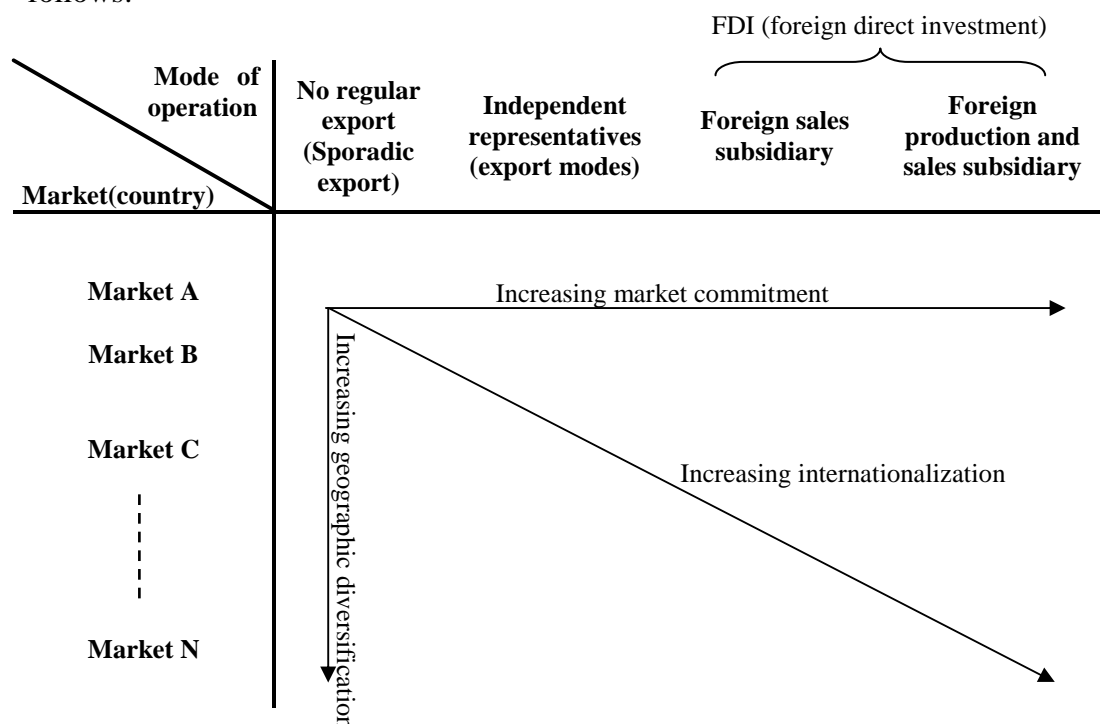 follows:
FDI (foreign direct investment)
Mode of
operation
Market(country)
No regular
export
(Sporadic
export)
Independent
representatives
(export modes)
Foreign sales
subsidiary
Foreign
production and
sales subsidiary
Market A
Increasing market commitment
Increasing geographic diversification
Market B
Market C
Increasing internationalization
Market N